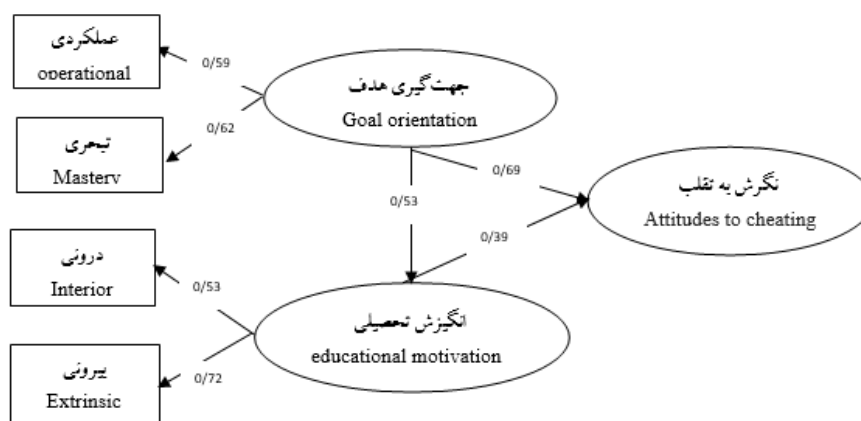 عملکردی
operational
0/59
جهت‌گیری هدف
Goal orientation
تبحری
Mastery
0/62
0/69
0/53
نگرش به تقلب
Attitudes to cheating
0/39
درونی
Interior
0/53
انگیزش تحصیلی
educational motivation
بیرونی
Extrinsic
0/72